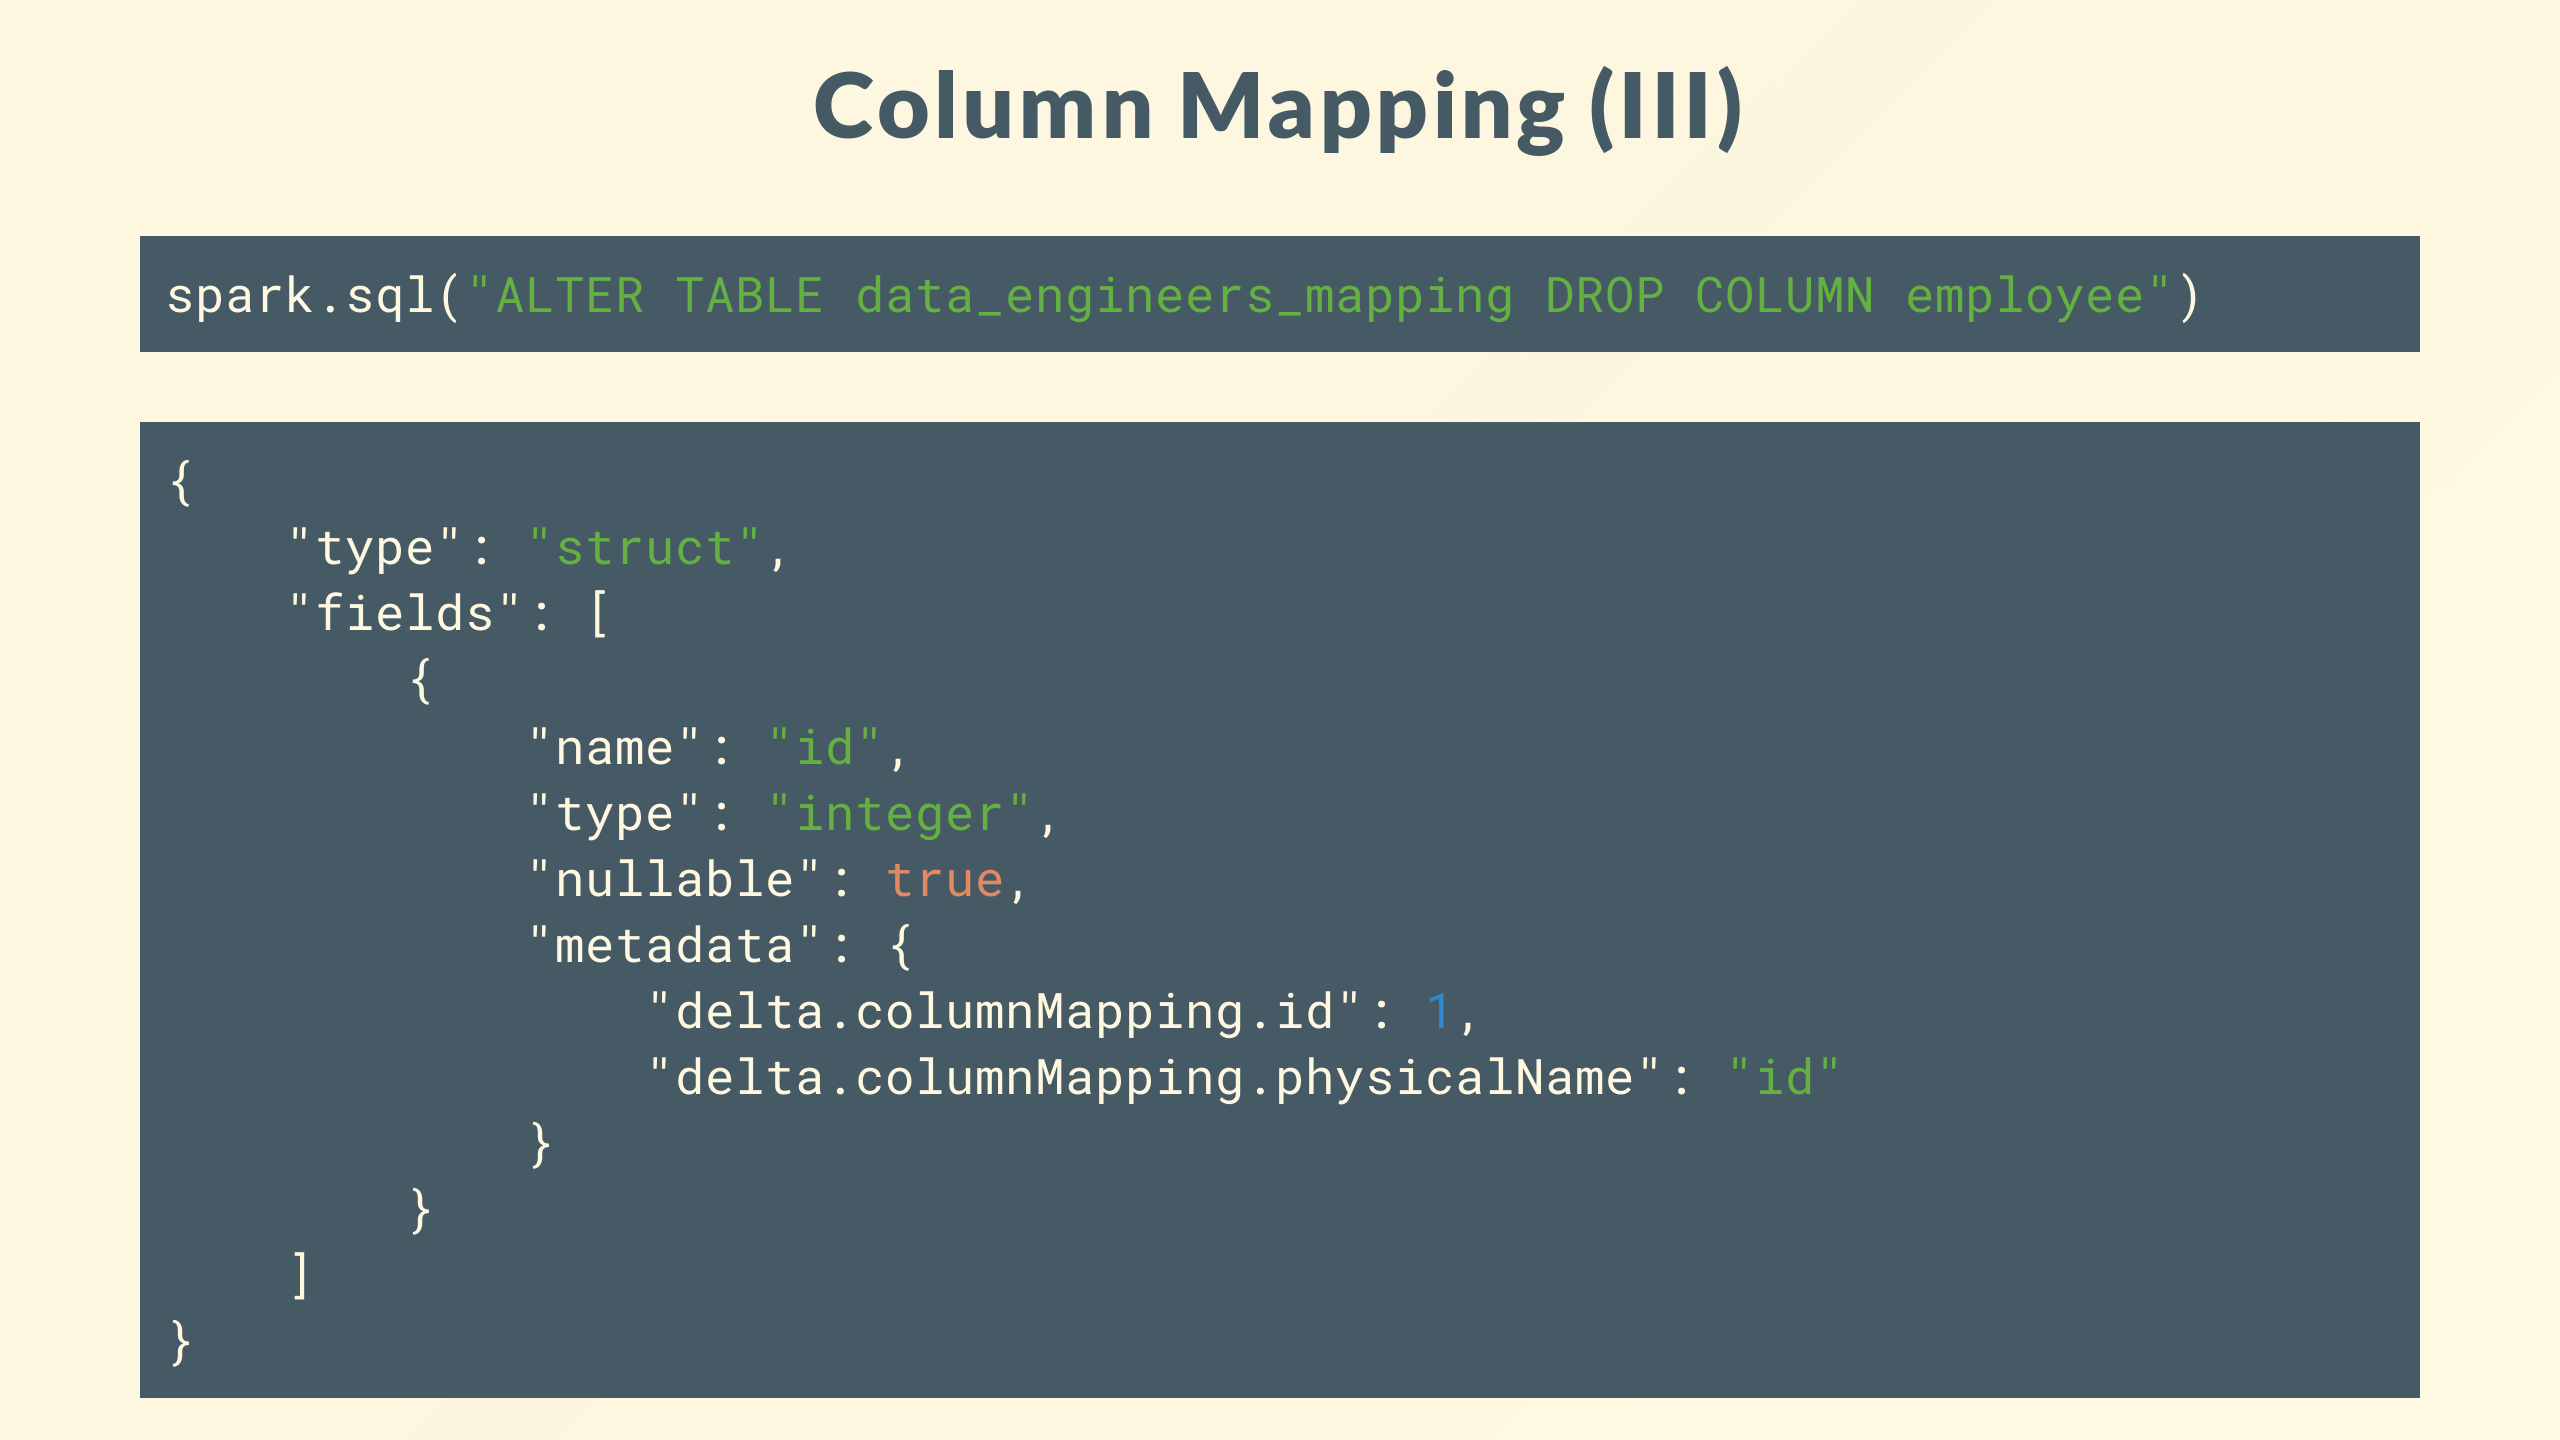 Column Mapping (III)
spark.sql("ALTER TABLE data_engineers_mapping DROP COLUMN employee")
{
    "type": "struct",
    "fields": [
        {
            "name": "id",
            "type": "integer",
            "nullable": true,
            "metadata": {
                "delta.columnMapping.id": 1,
                "delta.columnMapping.physicalName": "id"
            }
        }
    ]
}